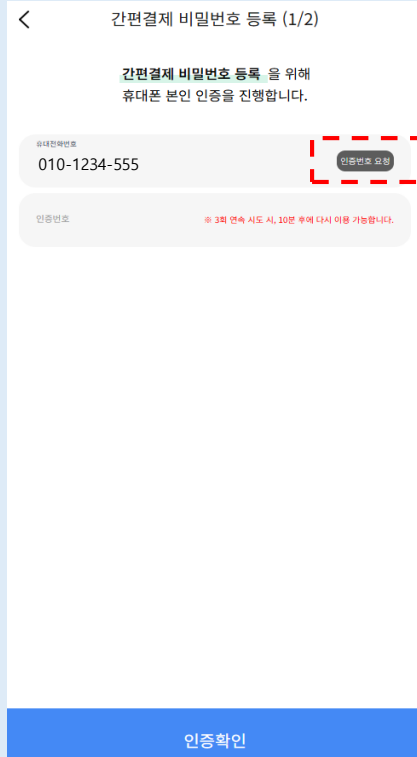 간편결제 비밀번호 등록 (1/2)
간편결제 비밀번호 등록 을 위해
휴대폰 본인 인증을 진행합니다.
휴대전화번호
010-1234-555
인증번호 요청
인증번호
※ 3회 연속 시도 시, 10분 후에 다시 이용 가능합니다.
인증확인